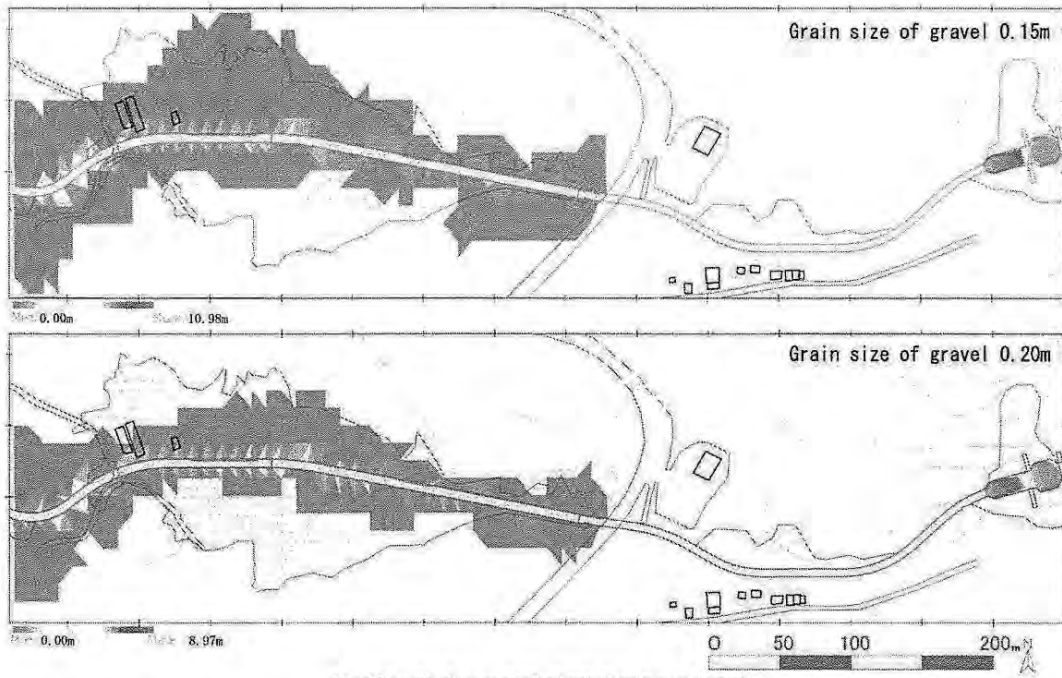 Grain size of gravel 0.15m
0.00m
10.98m
Grain size of gravel 0.20m
0.00m
8.97m
0 50 100 200m N